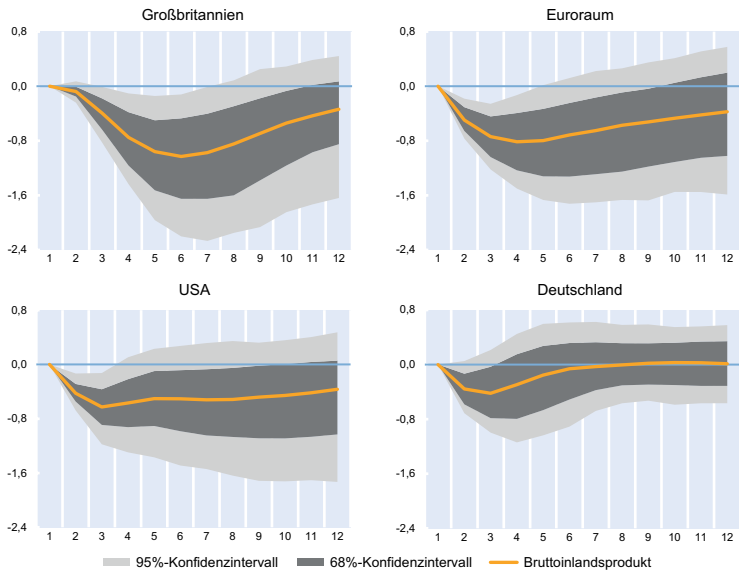 Großbritannien
Euroraum
0,8
0,0
-0,8
-1,6
-2,4
1 2 3 4 5 6 7 8 9 10 11 12
0,8
0,0
-0,8
-1,6
-2,4
1 2 3 4 5 6 7 8 9 10 11 12
USA
Deutschland
0,8
0,0
-0,8
-1,6
-2,4
1 2 3 4 5 6 7 8 9 10 11 12
0,8
0,0
-0,8
-1,6
-2,4
1 2 3 4 5 6 7 8 9 10 11 12
95%-Konfidenzintervall 68%-Konfidenzintervall Bruttoinlandsprodukt